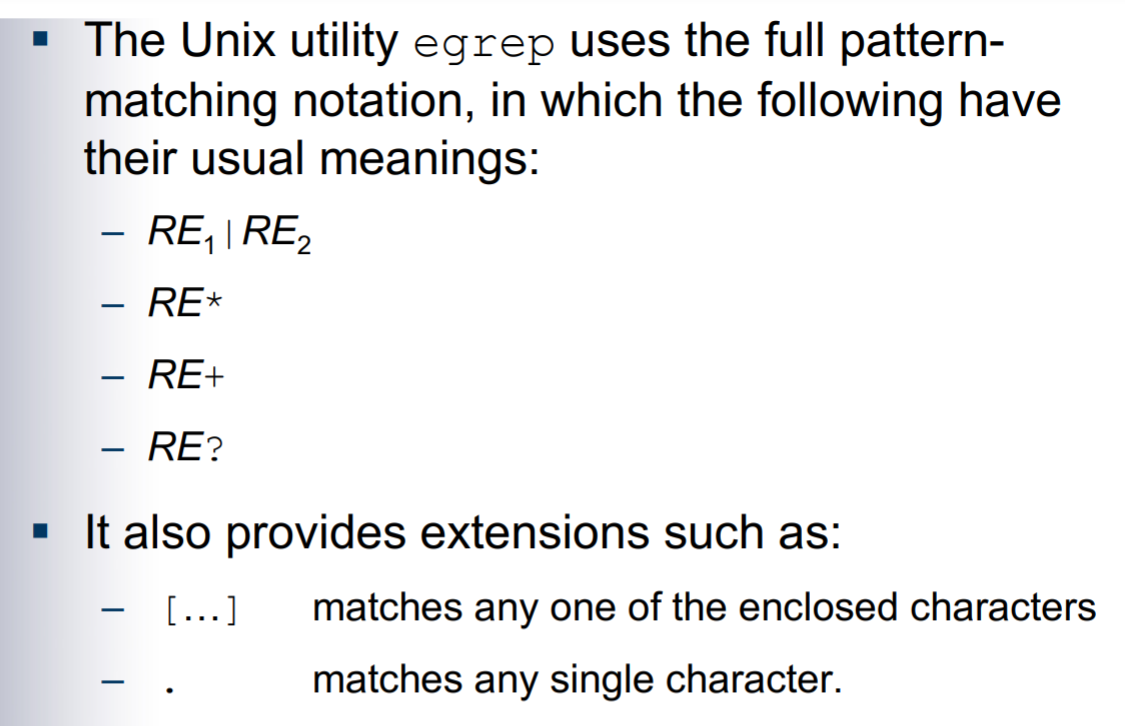 ▪ The Unix utility egrep uses the full pattern-
matching notation, in which the following have
their usual meanings:
– RE₁ | RE₂
– RE*
– RE+
– RE?
▪ It also provides extensions such as:
– [...] matches any one of the enclosed characters
– . matches any single character.